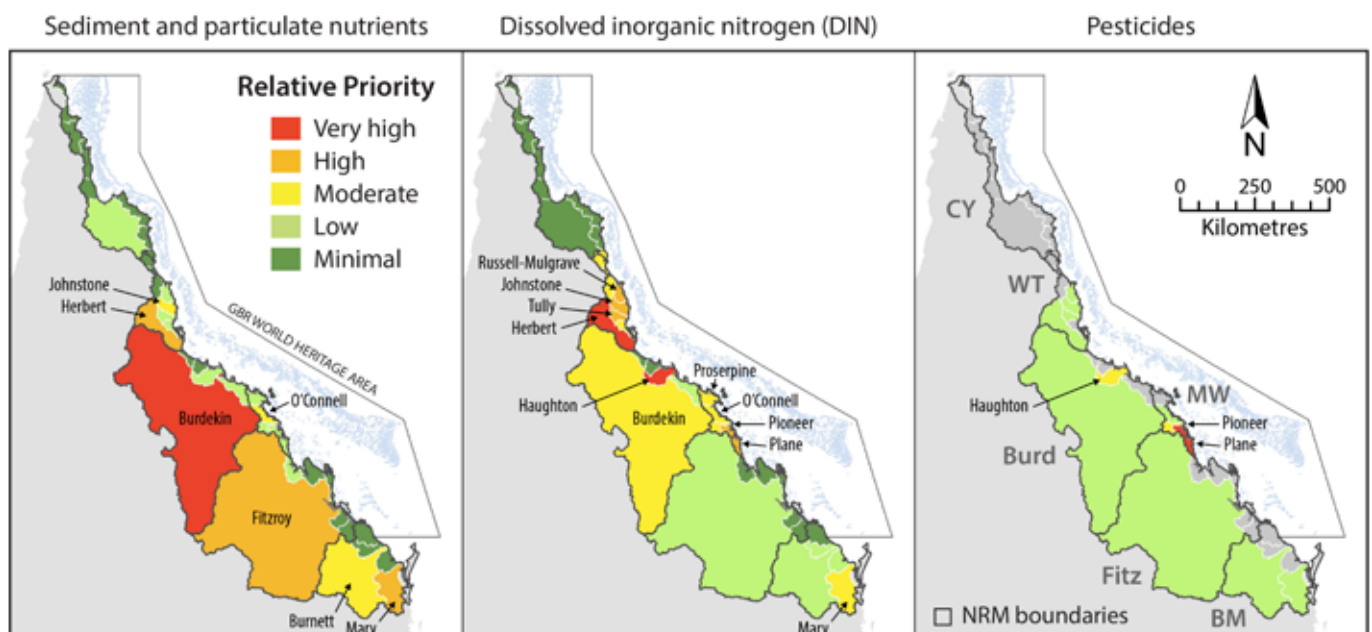 Sediment and particulate nutrients
Dissolved inorganic nitrogen (DIN)
Pesticides
Relative Priority
Very high
High
Moderate
Low
Minimal
Johnstone
Herbert
GBR WORLD HERITAGE AREA
Burdekin
O'Connell
Fitzroy
Burnett
Mary
Russell-Mulgrave
Johnstone
Tully
Herbert
Haughton
Burdekin
Proserpine
O'Connell
Pioneer
Plane
Mary
N
0 250 500
Kilometres
CY
WT
Haughton
MW
Pioneer
Plane
Burd
Fitz
BM
NRM boundaries